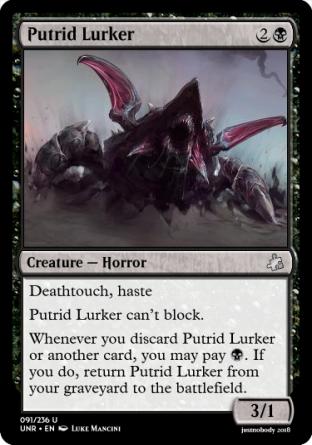 Putrid Lurker 2
Creature — Horror
Deathtouch, haste
Putrid Lurker can't block.
Whenever you discard Putrid Lurker
or another card, you may pay . If
you do, return Putrid Lurker from
your graveyard to the battlefield.
3/1
091/236 U
UNR • EN Luke Mancini
justnobody 2018